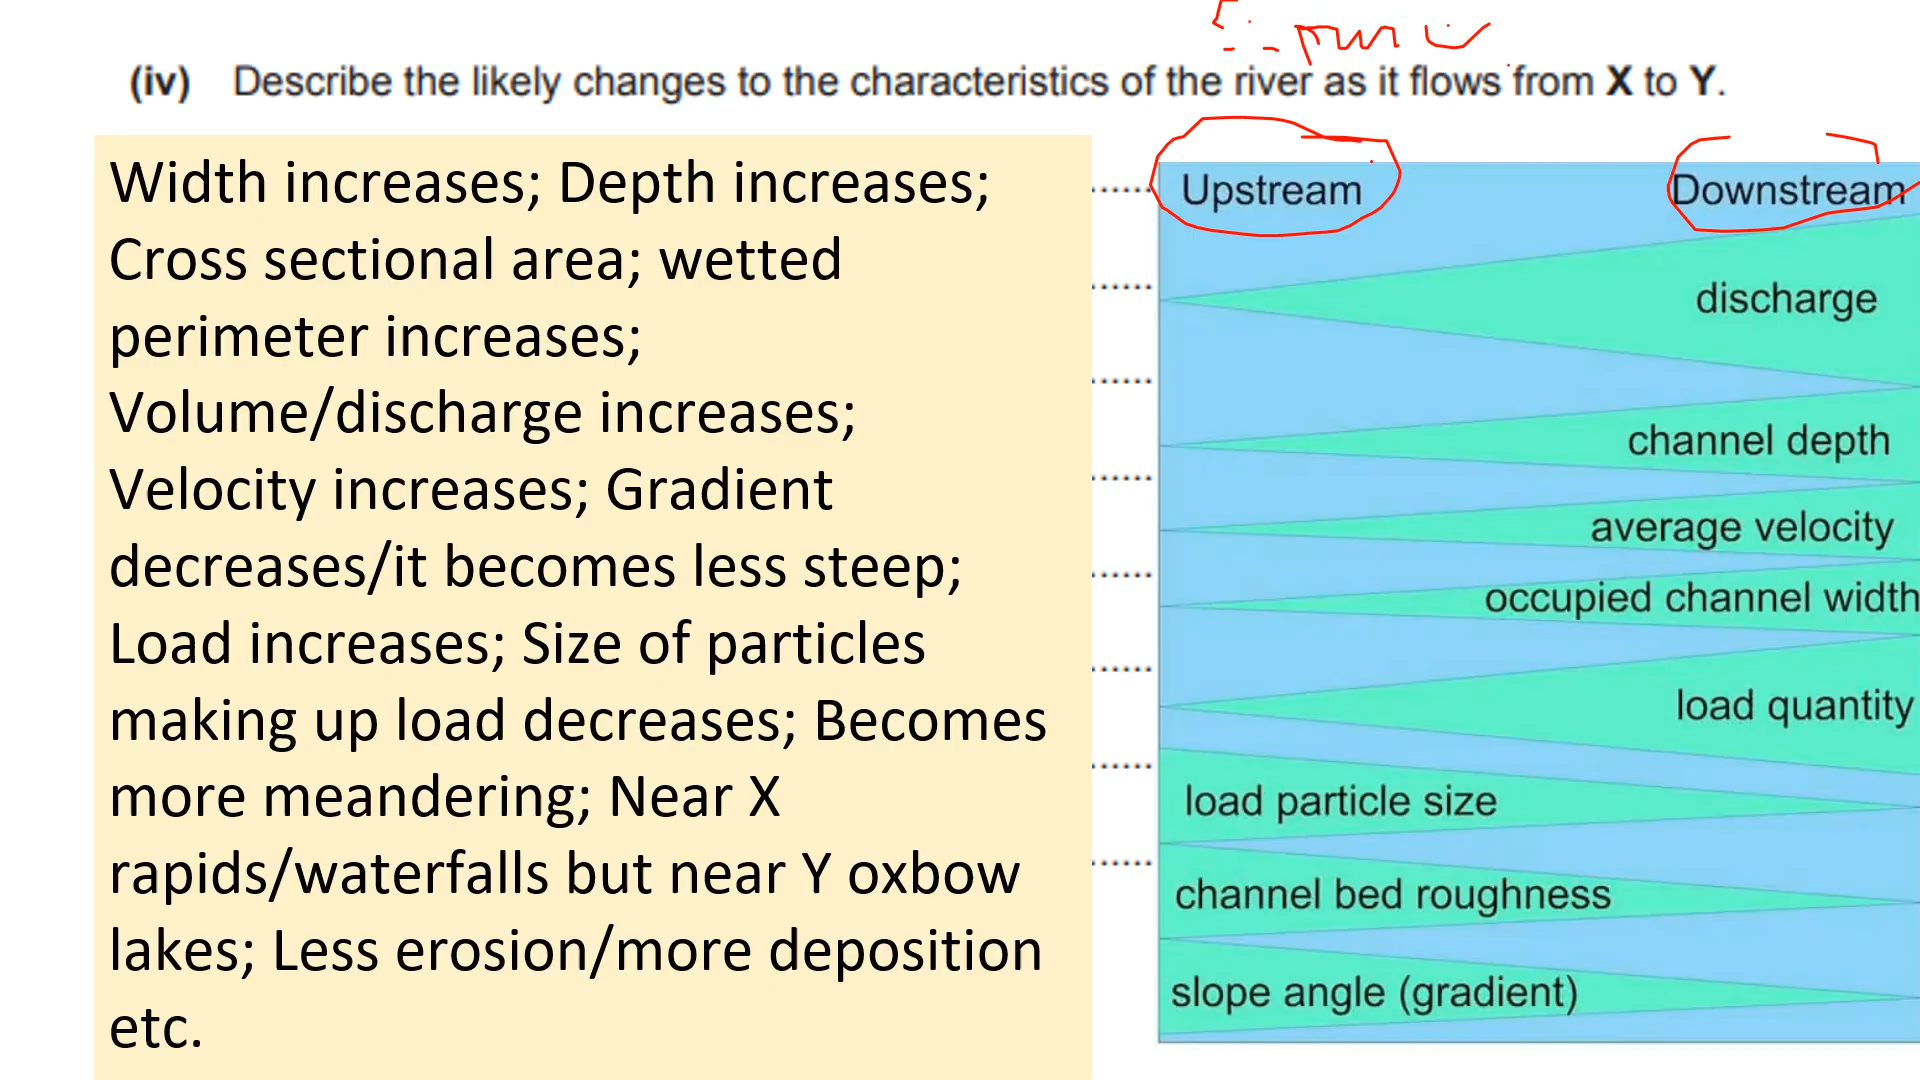 (iv) Describe the likely changes to the characteristics of the river as it flows from X to Y.
Width increases; Depth increases;
Cross sectional area; wetted
perimeter increases;
Volume/discharge increases;
Velocity increases; Gradient
decreases/it becomes less steep;
Load increases; Size of particles
making up load decreases; Becomes
more meandering; Near X
rapids/waterfalls but near Y oxbow
lakes; Less erosion/more deposition
etc.
Upstream Downstream
discharge
channel depth
average velocity
occupied channel width
load quantity
load particle size
channel bed roughness
slope angle (gradient)